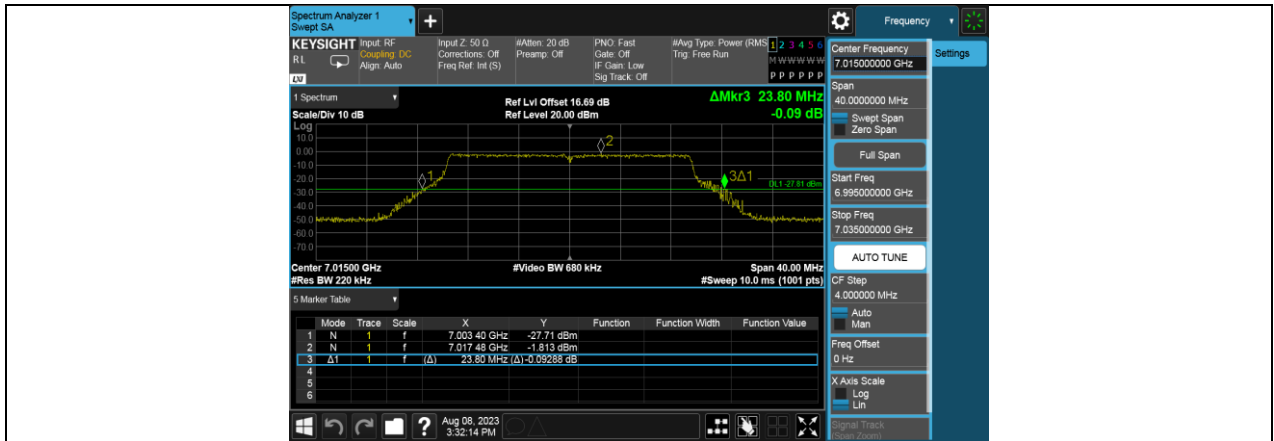 Spectrum Analyzer 1
Swept SA
+
Frequency
KEYSIGHT
RL
LXI
Input: RF
Coupling: DC
Align: Auto
Input Z: 50 Ω
Corrections: Off
Freq Ref: Int (S)
#Atten: 20 dB
Preamp: Off
PNO: Fast
Gate: Off
IF Gain: Low
Sig Track: Off
#Avg Type: Power (RMS
Trig: Free Run
1 2 3 4 5 6
M W W W W W
P P P P P P
1 Spectrum
Scale/Div 10 dB
Ref Lvl Offset 16.69 dB
Ref Level 20.00 dBm
ΔMkr3 23.80 MHz
-0.09 dB
Log
10.0
0.00
-10.0
-20.0
-30.0
-40.0
-50.0
-60.0
-70.0
1
2
3Δ1
DL1 -27.81 dBm
Center 7.01500 GHz
#Video BW 680 kHz
Span 40.00 MHz
#Res BW 220 kHz
#Sweep 10.0 ms (1001 pts)
5 Marker Table
Mode Trace Scale X Y Function Function Width Function Value
1 N 1 f 7.003 40 GHz -27.71 dBm
2 N 1 f 7.017 48 GHz -1.813 dBm
3 Δ1 1 f (Δ) 23.80 MHz (Δ) -0.09288 dB
4
5
6
?
Aug 08, 2023
3:32:14 PM
Center Frequency
7.015000000 GHz
Settings
Span
40.0000000 MHz
Swept Span
Zero Span
Full Span
Start Freq
6.995000000 GHz
Stop Freq
7.035000000 GHz
AUTO TUNE
CF Step
4.000000 MHz
Auto
Man
Freq Offset
0 Hz
X Axis Scale
Log
Lin
Signal Track
(Span Zoom)